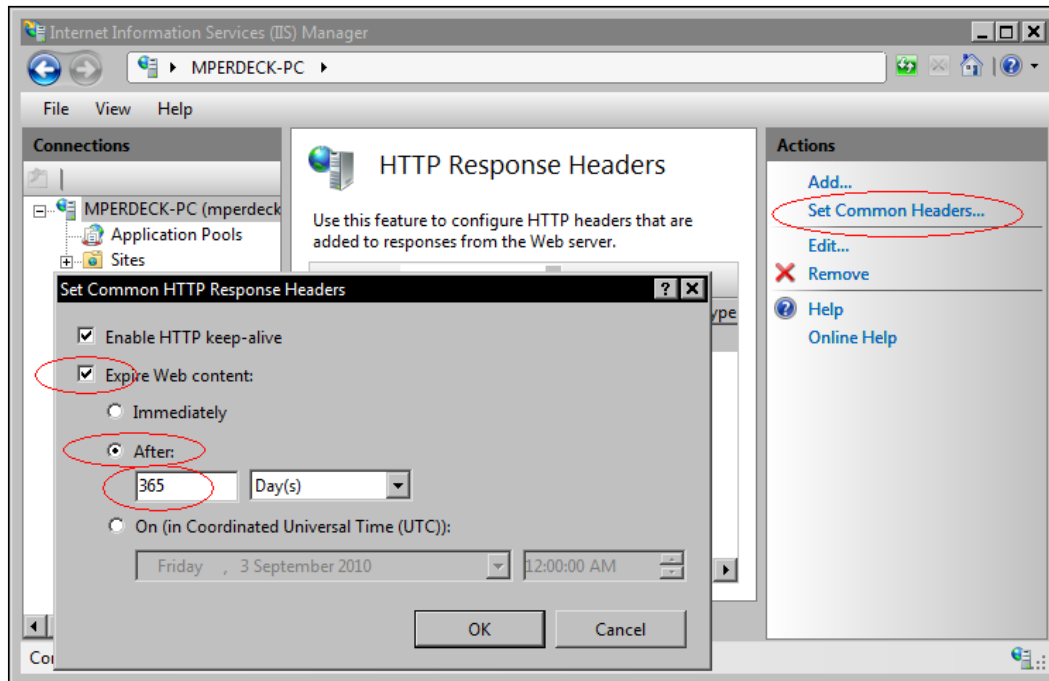 Internet Information Services (IIS) Manager
MPERDECK-PC
File View Help
Connections
MPERDECK-PC (mperdeck
Application Pools
Sites
HTTP Response Headers
Use this feature to configure HTTP headers that are
added to responses from the Web server.
ype
Actions
Add...
Set Common Headers...
Edit...
Remove
Help
Online Help
Set Common HTTP Response Headers
Enable HTTP keep-alive
Expire Web content:
Immediately
After:
365 Day(s)
On (in Coordinated Universal Time (UTC)):
Friday , 3 September 2010 12:00:00 AM
OK Cancel